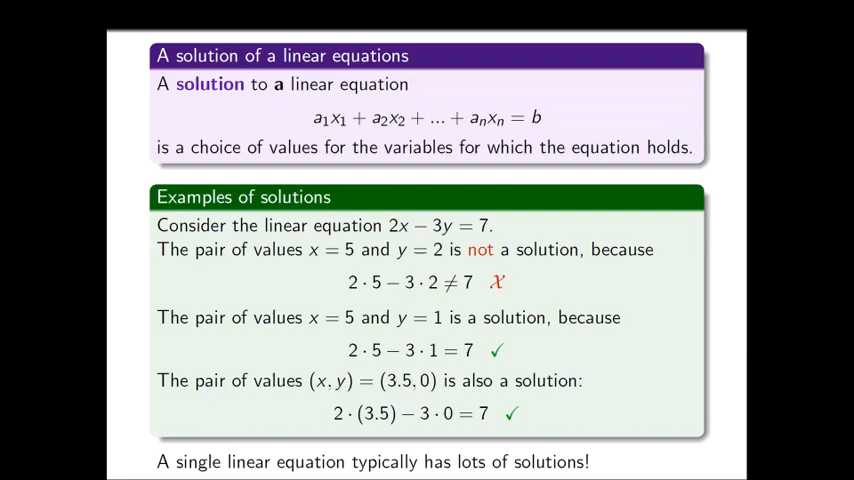 A solution of a linear equations
A solution to a linear equation
a₁x₁ + a₂x₂ + ... + aₙxₙ = b
is a choice of values for the variables for which the equation holds.
Examples of solutions
Consider the linear equation 2x − 3y = 7.
The pair of values x = 5 and y = 2 is not a solution, because
2 · 5 − 3 · 2 ≠ 7 X
The pair of values x = 5 and y = 1 is a solution, because
2 · 5 − 3 · 1 = 7 ✓
The pair of values (x, y) = (3.5, 0) is also a solution:
2 · (3.5) − 3 · 0 = 7 ✓
A single linear equation typically has lots of solutions!